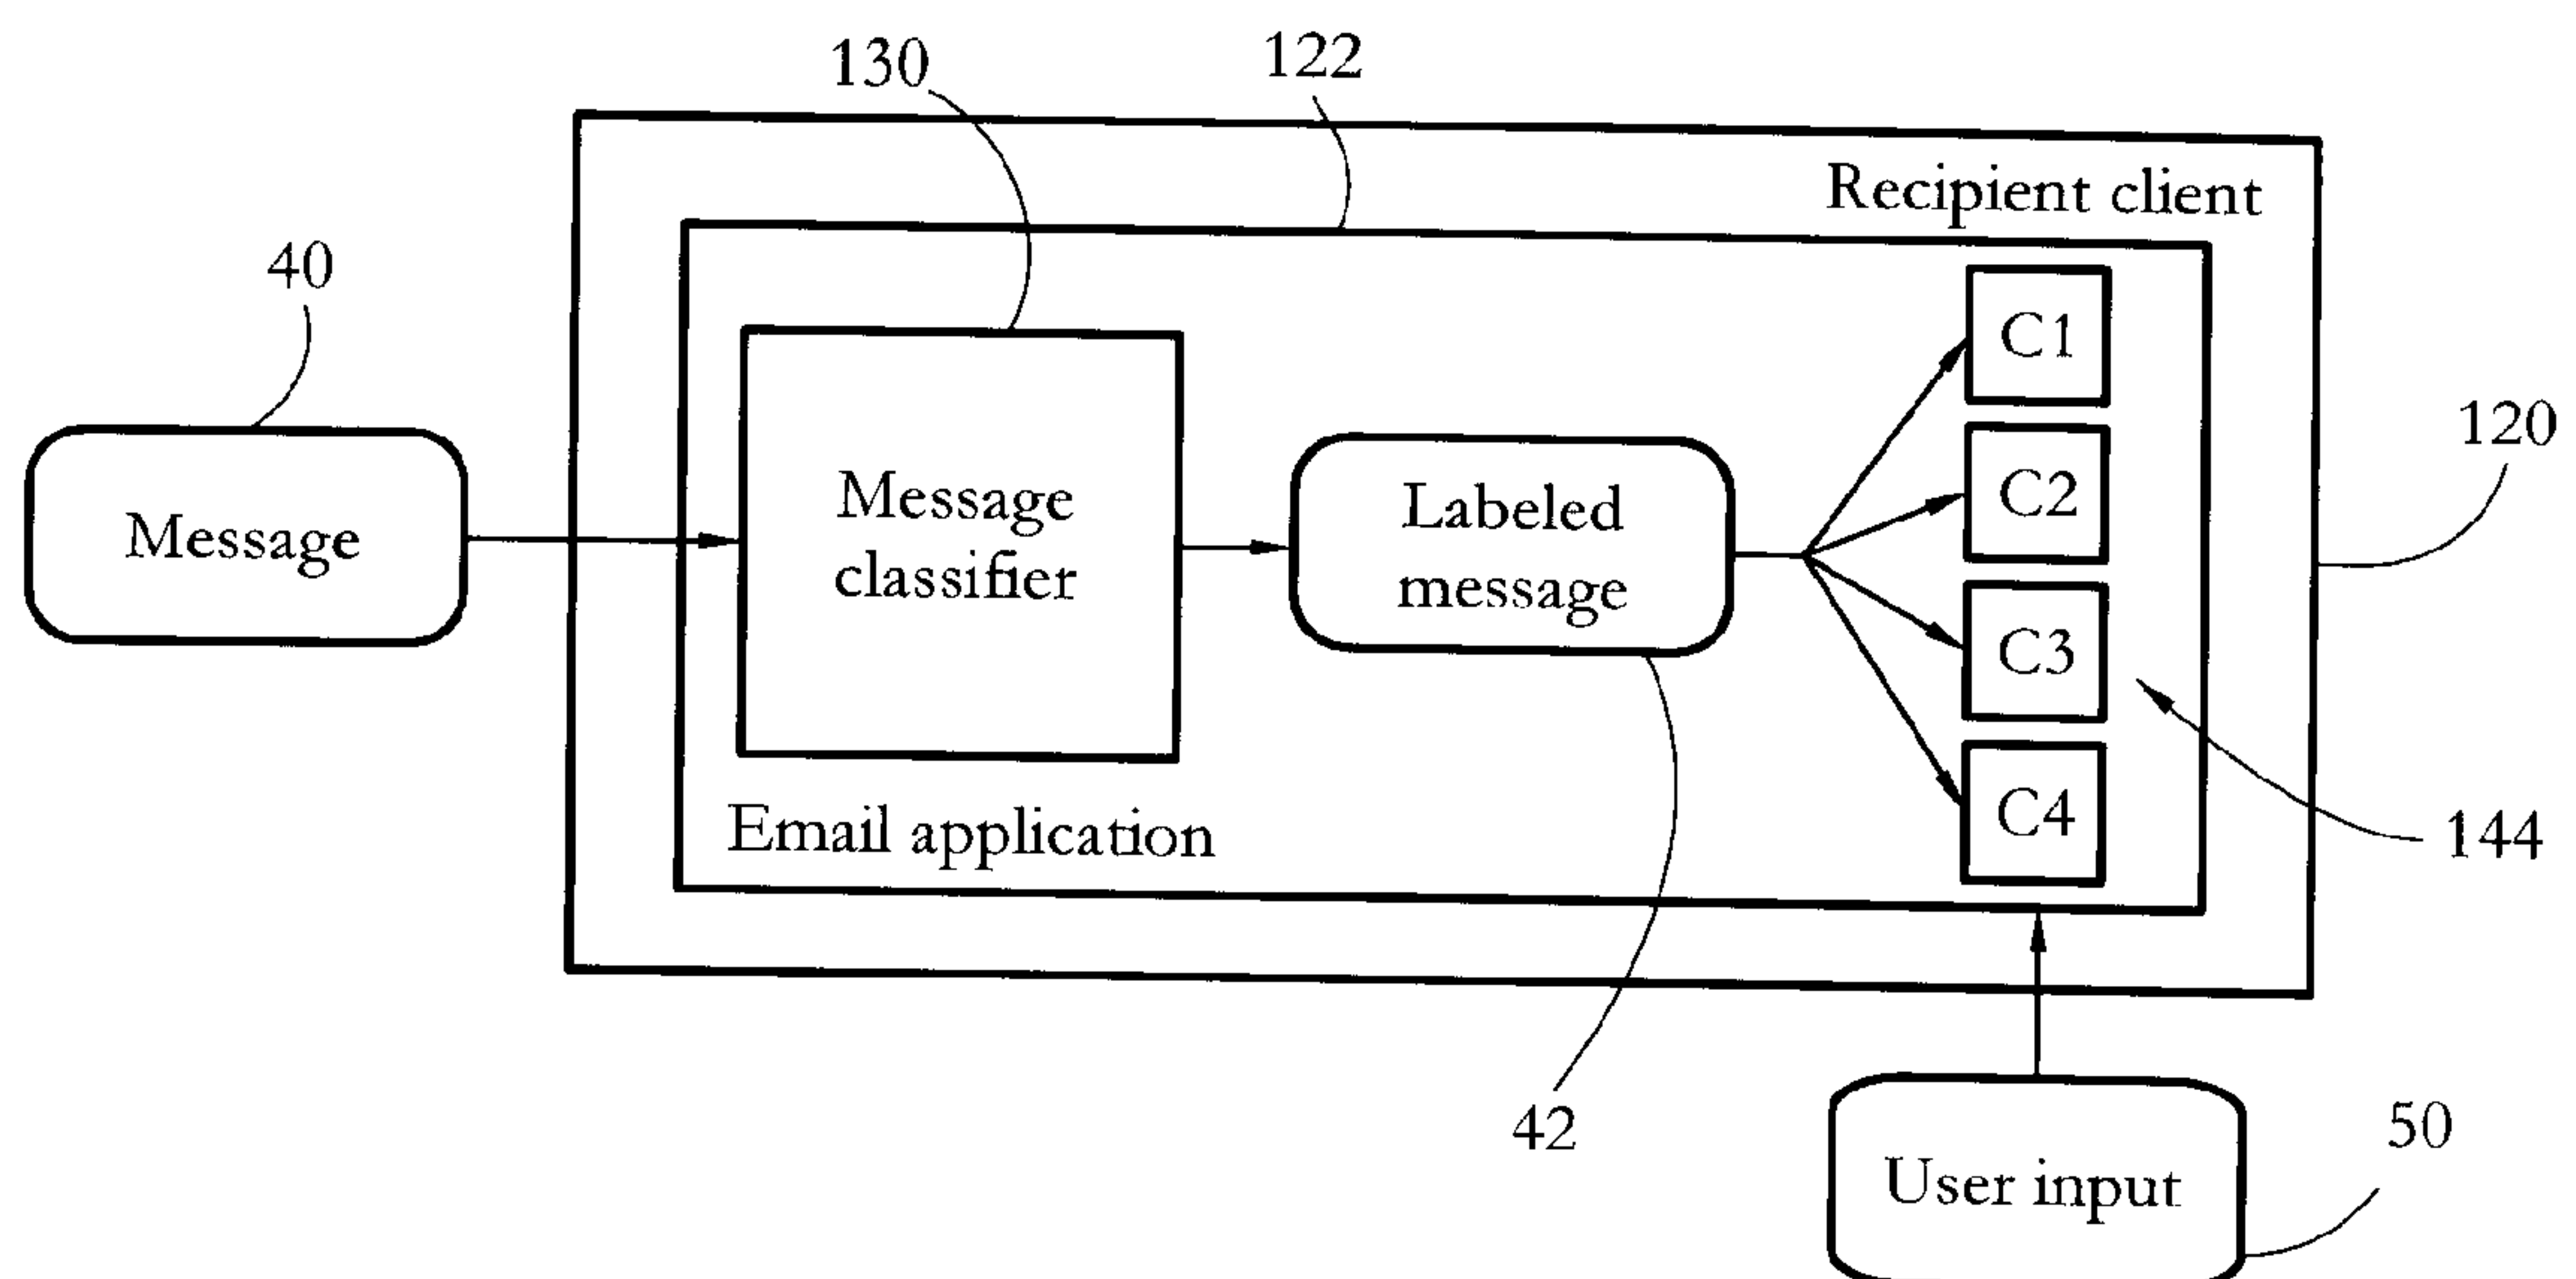 130
122
Recipient client
40
C1
120
C2
Message
classifier
Labeled
message
Message
C3
C4
Email application
144
42
50
User input